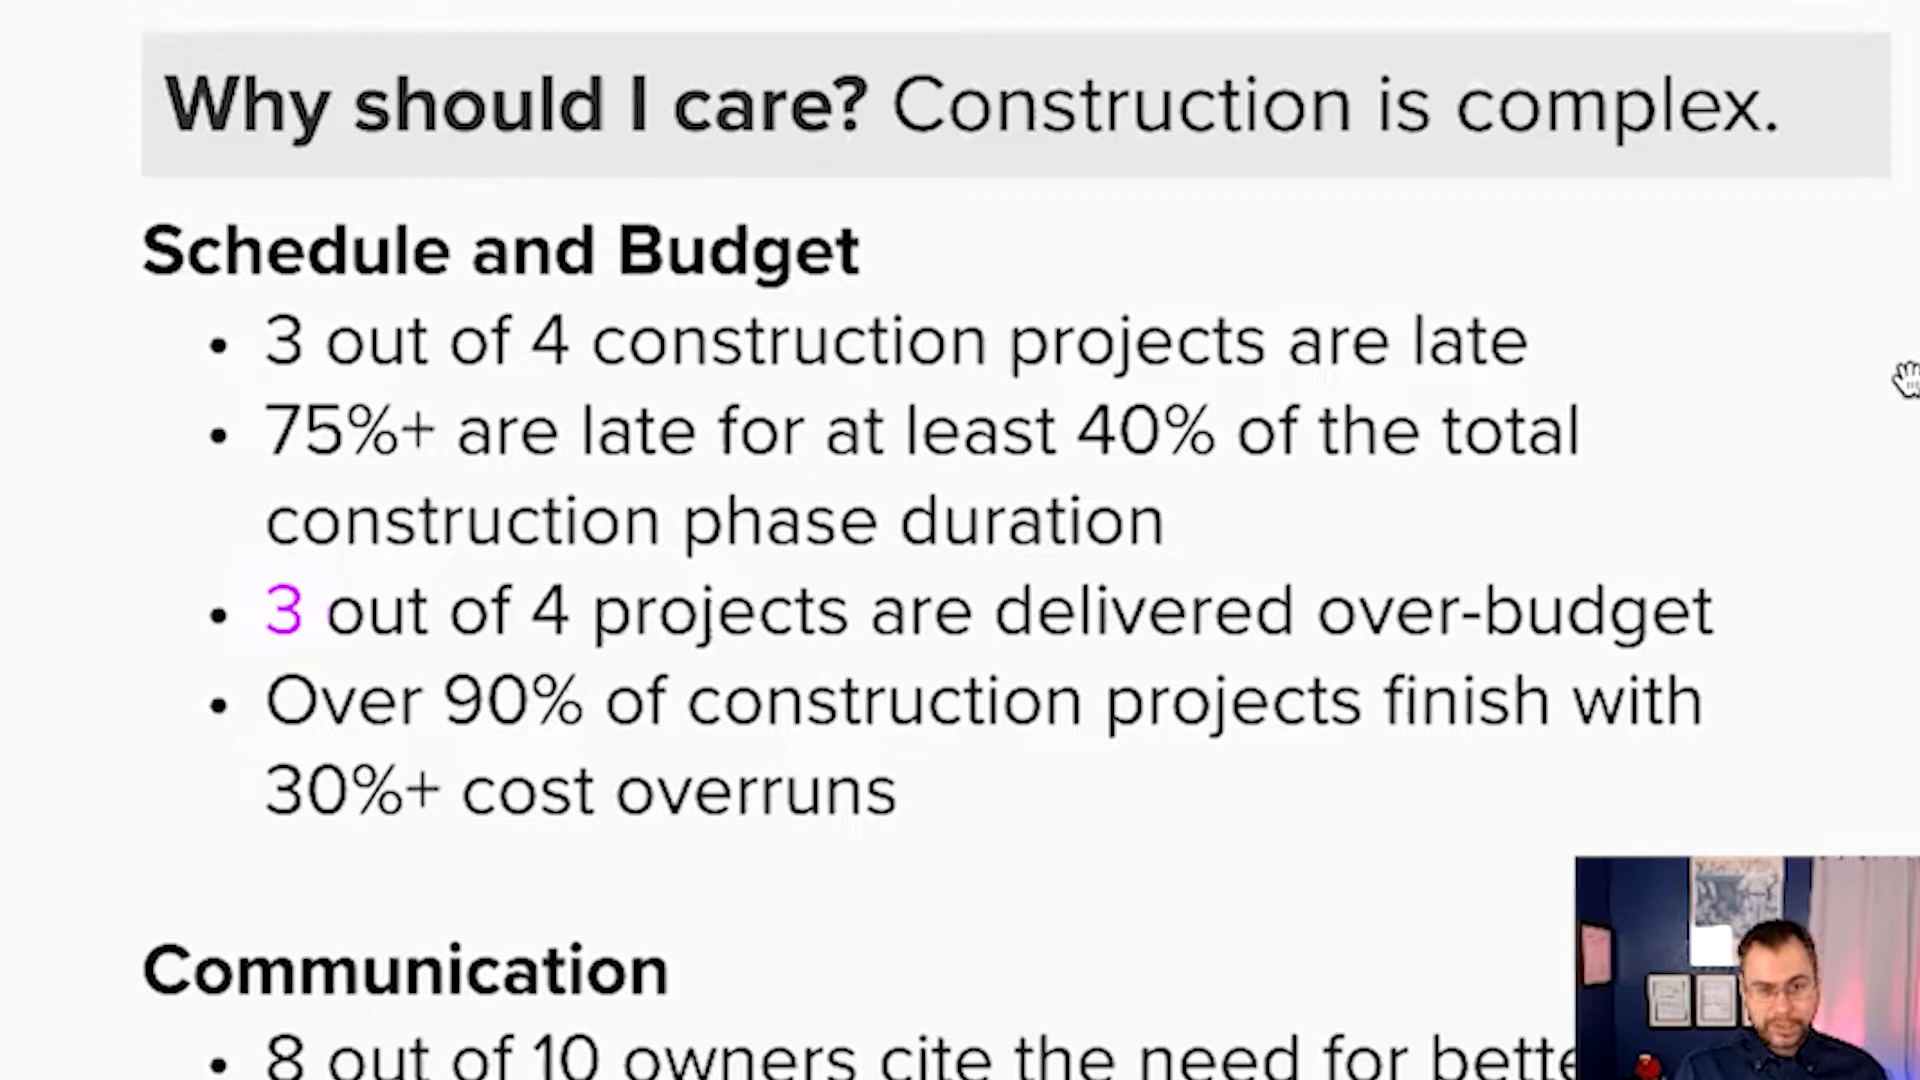 Why should I care? Construction is complex.
Schedule and Budget
• 3 out of 4 construction projects are late
• 75%+ are late for at least 40% of the total
construction phase duration
• 3 out of 4 projects are delivered over-budget
• Over 90% of construction projects finish with
30%+ cost overruns
Communication
• 8 out of 10 owners cite the need for